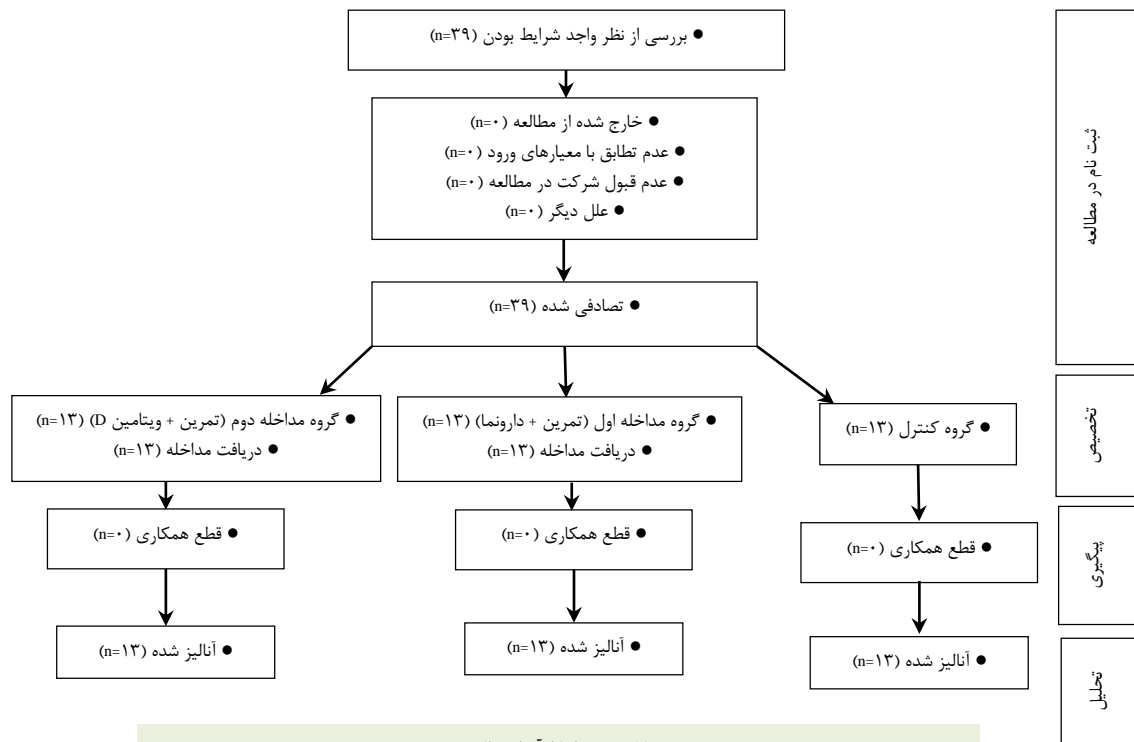 ● بررسی از نظر واجد شرایط بودن (n=۳۹)
● خارج شده از مطالعه (n=۰)
● عدم تطابق با معیارهای ورود (n=۰)
● عدم قبول شرکت در مطالعه (n=۰)
● علل دیگر (n=۰)
● تصادفی شده (n=۳۹)
ثبت نام در مطالعه
● گروه کنترل (n=۱۳)
● گروه مداخله اول (تمرین + دارونما) (n=۱۳)
● دریافت مداخله (n=۱۳)
● گروه مداخله دوم (تمرین + ویتامین D) (n=۱۳)
● دریافت مداخله (n=۱۳)
تخصیص
● قطع همکاری (n=۰)
● قطع همکاری (n=۰)
● قطع همکاری (n=۰)
پیگیری
● آنالیز شده (n=۱۳)
● آنالیز شده (n=۱۳)
● آنالیز شده (n=۱۳)
تحلیل